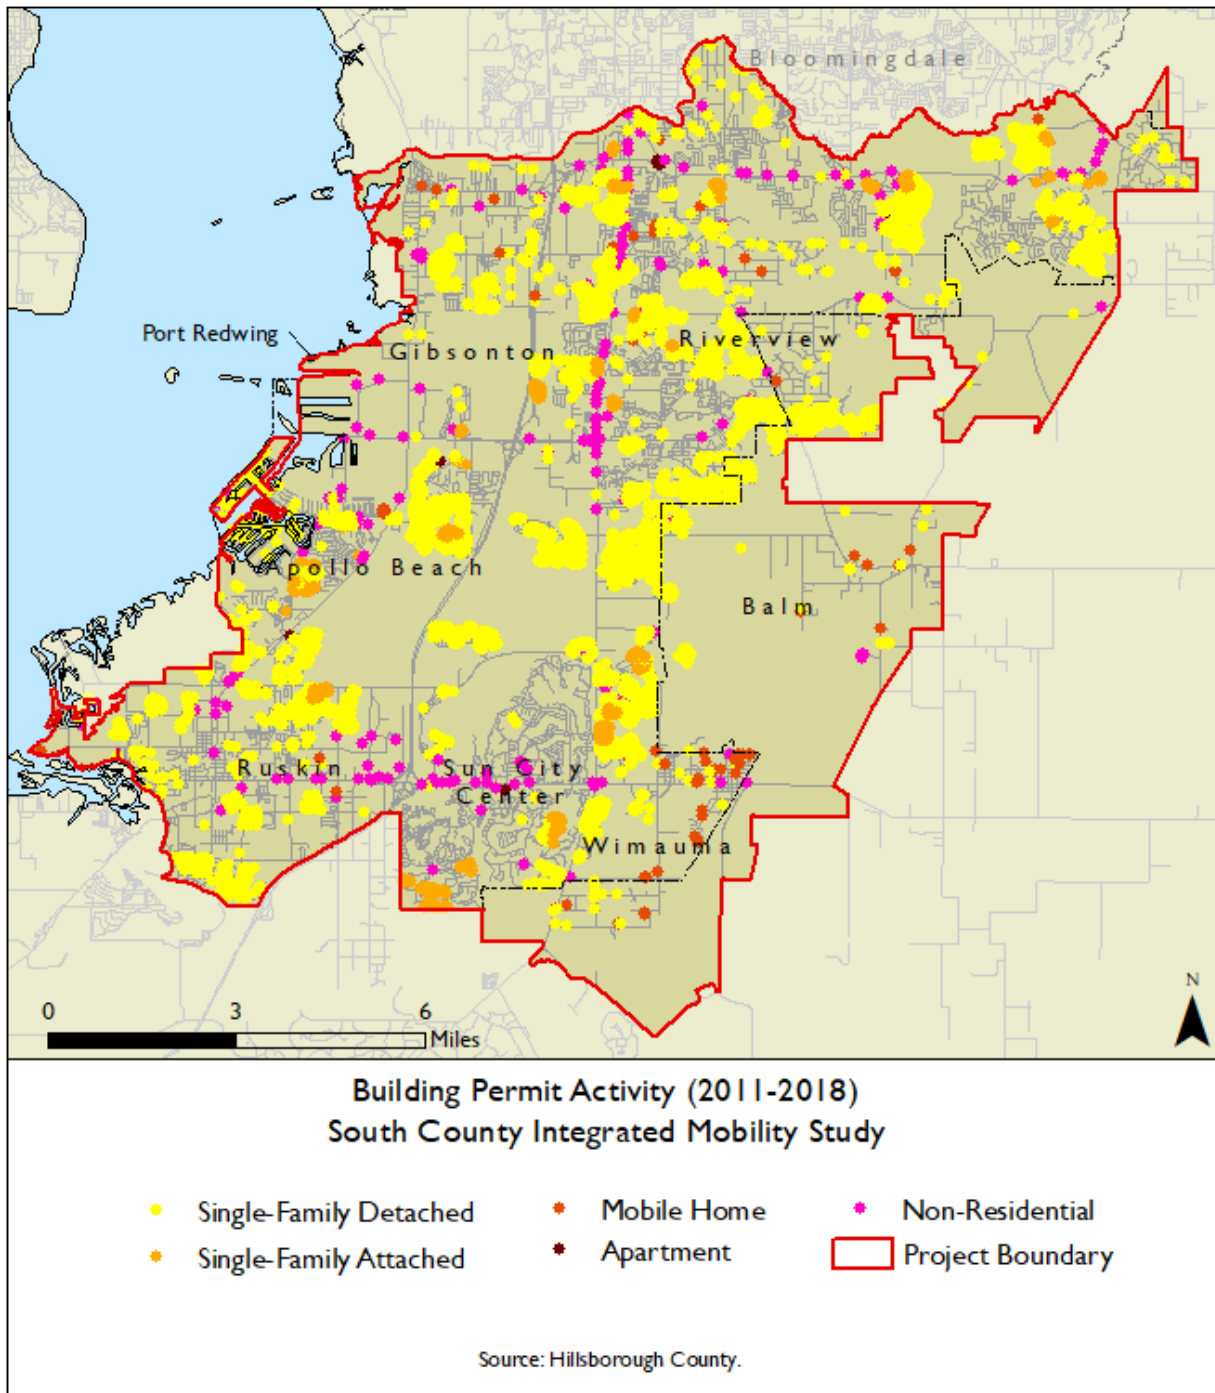 Bloomingdale
Port Redwing
Gibsonton
Riverview
Apollo Beach
Balm
Ruskin
Sun City
Center
Wimauma
0 3 6
Miles
N
Building Permit Activity (2011-2018)
South County Integrated Mobility Study
Single-Family Detached
Mobile Home
Non-Residential
Single-Family Attached
Apartment
Project Boundary
Source: Hillsborough County.